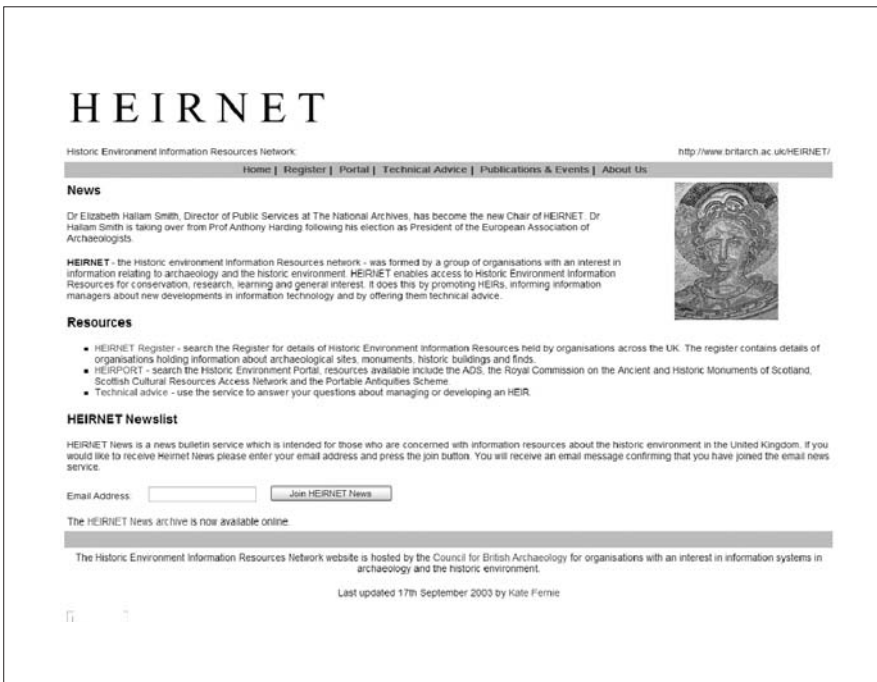 HEIRNET
Historic Environment Information Resources Network:
http://www.britarch.ac.uk/HEIRNET/
Home | Register | Portal | Technical Advice | Publications & Events | About Us
News
Dr Elizabeth Hallam Smith, Director of Public Services at The National Archives, has become the new Chair of HEIRNET. Dr
Hallam Smith is taking over from Prof Anthony Harding following his election as President of the European Association of
Archaeologists.
HEIRNET - the Historic environment Information Resources network - was formed by a group of organisations with an interest in
information relating to archaeology and the historic environment. HEIRNET enables access to Historic Environment Information
Resources for conservation, research, learning and general interest. It does this by promoting HEIRs, informing information
managers about new developments in information technology and by offering them technical advice.
Resources
▪ HEIRNET Register - search the Register for details of Historic Environment Information Resources held by organisations across the UK. The register contains details of
organisations holding information about archaeological sites, monuments, historic buildings and finds.
▪ HEIRPORT - search the Historic Environment Portal, resources available include the ADS, the Royal Commission on the Ancient and Historic Monuments of Scotland,
Scottish Cultural Resources Access Network and the Portable Antiquities Scheme.
▪ Technical advice - use the service to answer your questions about managing or developing an HEIR.
HEIRNET Newslist
HEIRNET News is a news bulletin service which is intended for those who are concerned with information resources about the historic environment in the United Kingdom. If you
would like to receive Heirnet News please enter your email address and press the join button. You will receive an email message confirming that you have joined the email news
service.
Email Address:
Join HEIRNET News
The HEIRNET News archive is now available online.
The Historic Environment Information Resources Network website is hosted by the Council for British Archaeology for organisations with an interest in information systems in
archaeology and the historic environment.
Last updated 17th September 2003 by Kate Fernie